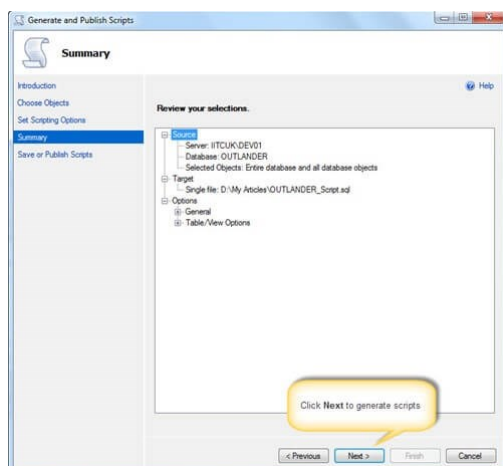 Generate and Publish Scripts
Summary
Introduction
Choose Objects
Set Scripting Options
Summary
Save or Publish Scripts
Help
Review your selections.
Source
Server: IITCUK\DEV01
Database: OUTLANDER
Selected Objects: Entire database and all database objects
Target
Single file: D:\My Articles\OUTLANDER_Script.sql
Options
General
Table/View Options
Click Next to generate scripts
< Previous
Next >
Finish
Cancel